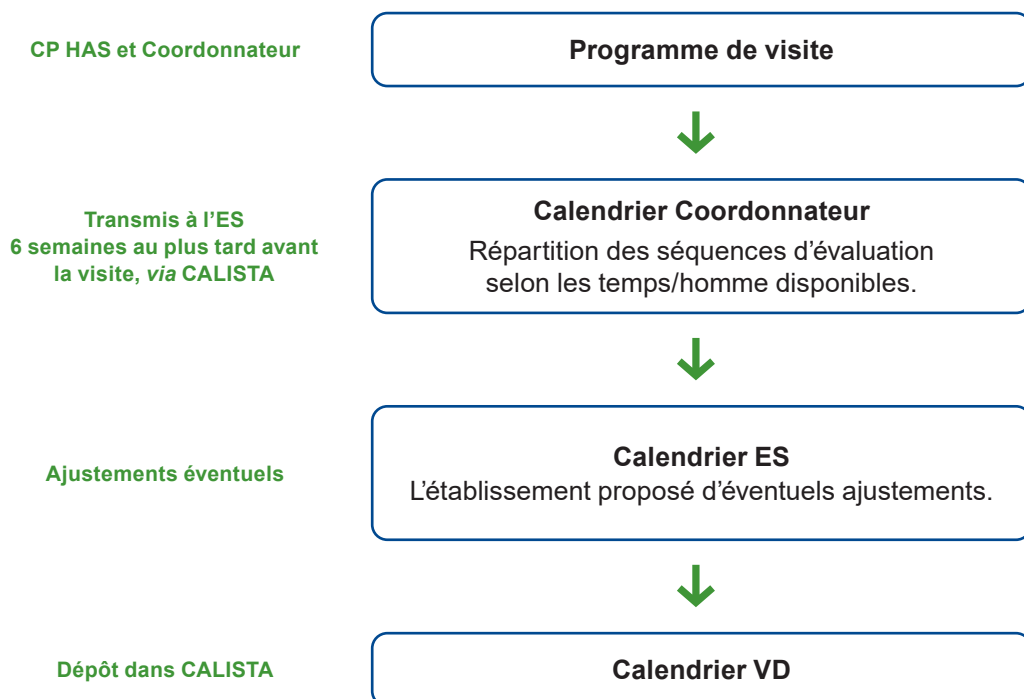 CP HAS et Coordonnateur
Programme de visite
Transmis à l'ES
6 semaines au plus tard avant
la visite, via CALISTA
Calendrier Coordonnateur
Répartition des séquences d'évaluation
selon les temps/homme disponibles.
Ajustements éventuels
Calendrier ES
L'établissement proposé d'éventuels ajustements.
Dépôt dans CALISTA
Calendrier VD